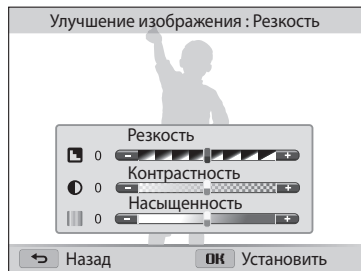 Улучшение изображения : Резкость
Резкость
0 - +
Контрастность
0 - +
Насыщенность
0 - +
Назад OK Установить